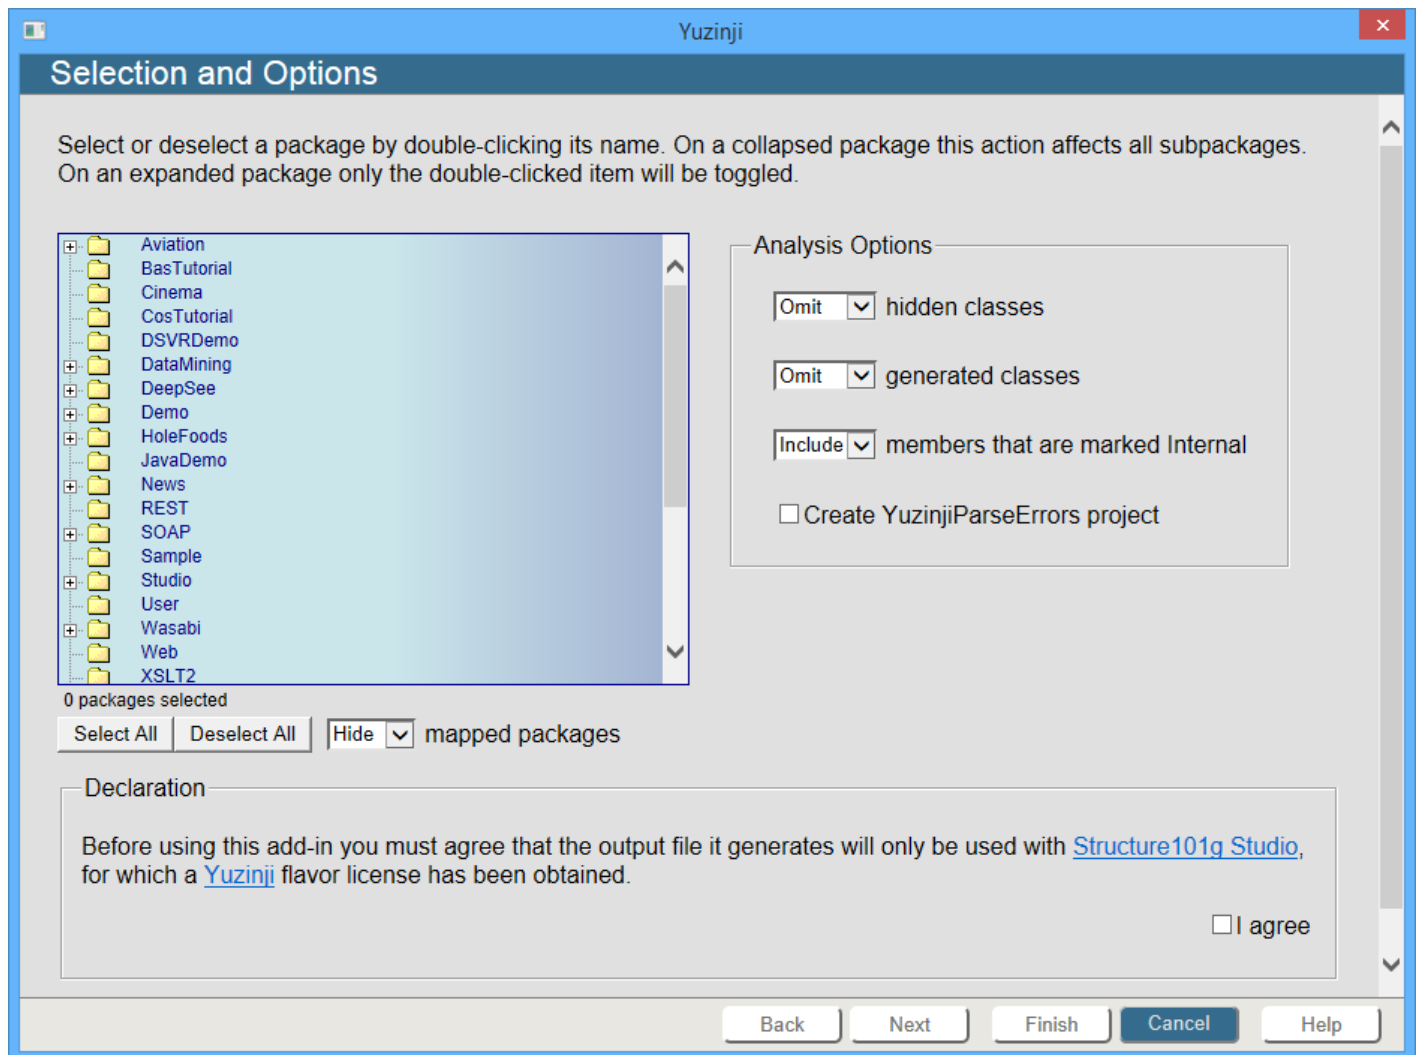 Yuzinji
Selection and Options
Select or deselect a package by double-clicking its name. On a collapsed package this action affects all subpackages.
On an expanded package only the double-clicked item will be toggled.
Aviation
BasTutorial
Cinema
CosTutorial
DSVRDemo
DataMining
DeepSee
Demo
HoleFoods
JavaDemo
News
REST
SOAP
Sample
Studio
User
Wasabi
Web
XSLT2
0 packages selected
Select All Deselect All Hide mapped packages
Analysis Options
Omit hidden classes
Omit generated classes
Include members that are marked Internal
Create YuzinjiParseErrors project
Declaration
Before using this add-in you must agree that the output file it generates will only be used with Structure101g Studio,
for which a Yuzinji flavor license has been obtained.
I agree
Back Next Finish Cancel Help